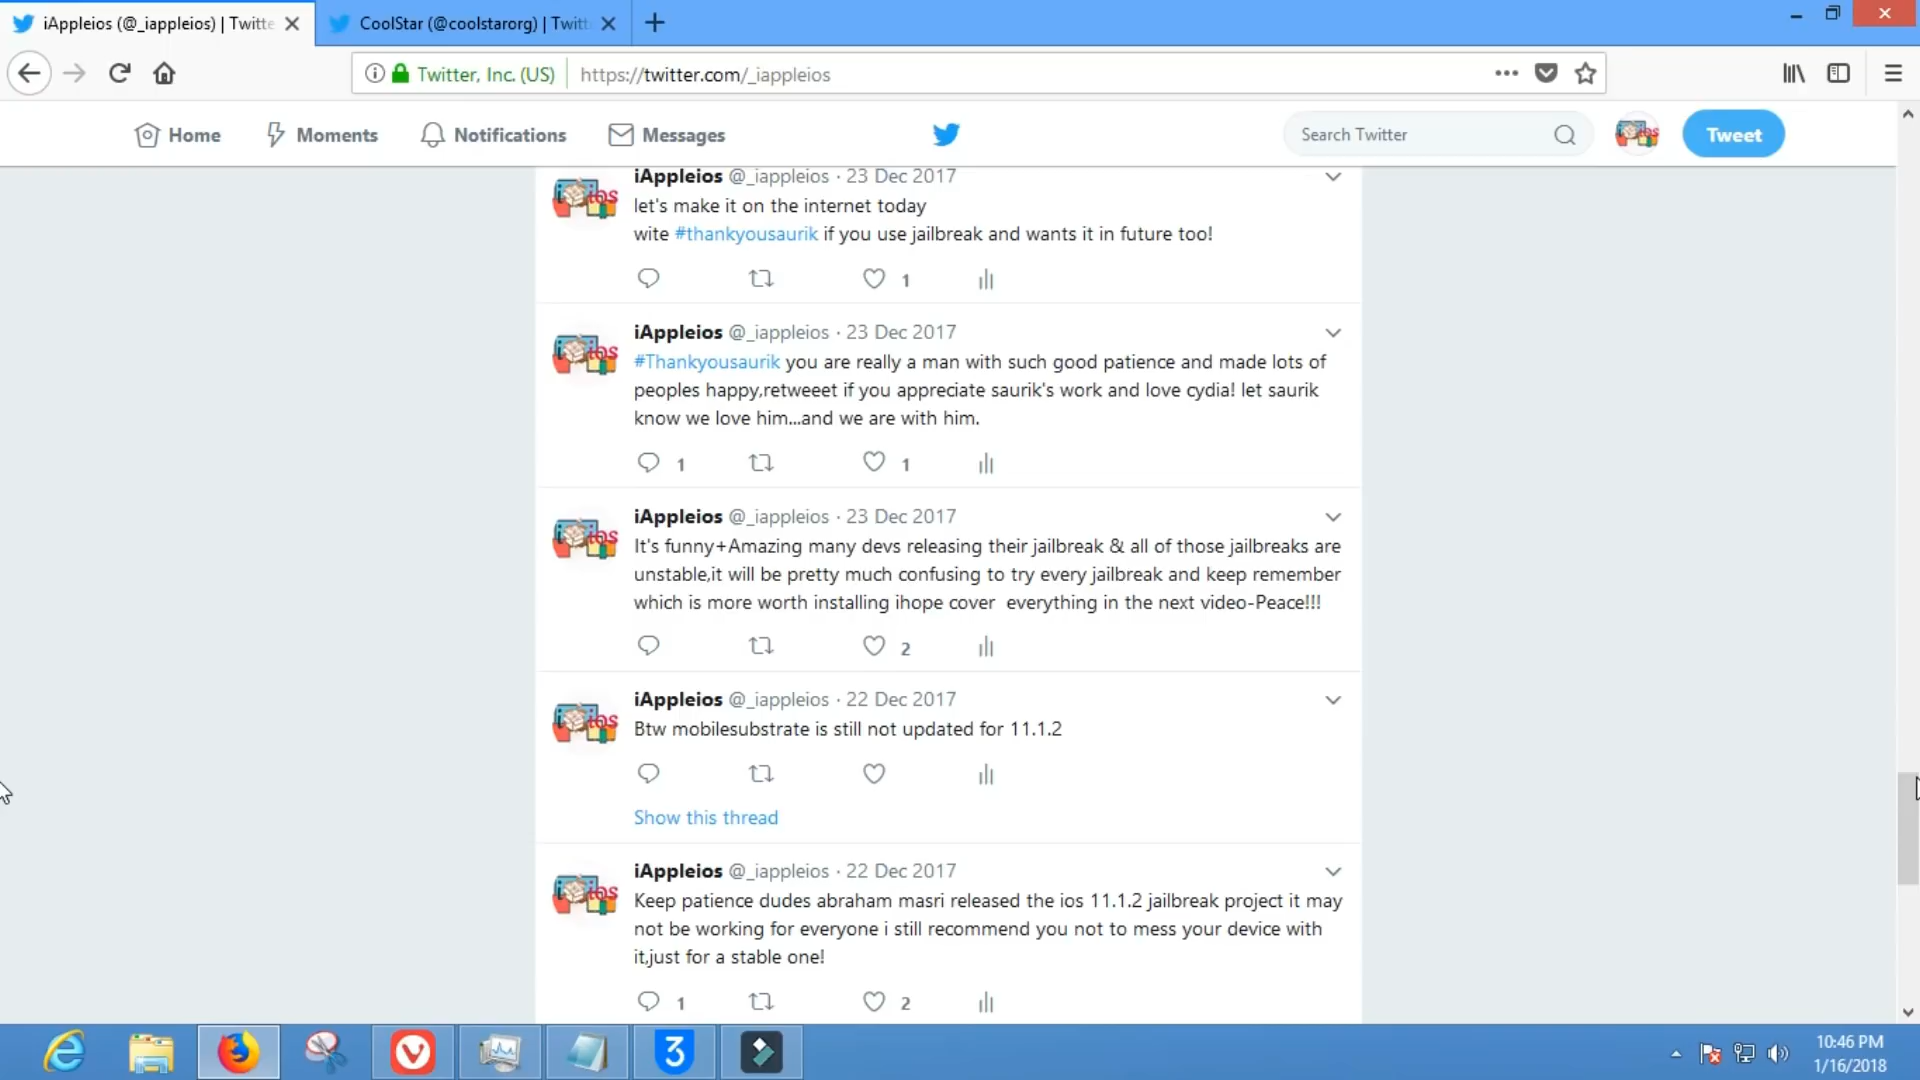 iAppleios (@_iappleios) | Twitte
CoolStar (@coolstarorg) | Twitt
Twitter, Inc. (US)
https://twitter.com/_iappleios
Home
Moments
Notifications
Messages
Search Twitter
Tweet
iAppleios @_iappleios · 23 Dec 2017
let's make it on the internet today
wite #thankyousaurik if you use jailbreak and wants it in future too!
1
iAppleios @_iappleios · 23 Dec 2017
#Thankyousaurik you are really a man with such good patience and made lots of
peoples happy,retweeet if you appreciate saurik's work and love cydia! let saurik
know we love him...and we are with him.
1 1
iAppleios @_iappleios · 23 Dec 2017
It's funny+Amazing many devs releasing their jailbreak & all of those jailbreaks are
unstable,it will be pretty much confusing to try every jailbreak and keep remember
which is more worth installing ihope cover everything in the next video-Peace!!!
2
iAppleios @_iappleios · 22 Dec 2017
Btw mobilesubstrate is still not updated for 11.1.2
Show this thread
iAppleios @_iappleios · 22 Dec 2017
Keep patience dudes abraham masri released the ios 11.1.2 jailbreak project it may
not be working for everyone i still recommend you not to mess your device with
it,just for a stable one!
1 2
3
10:46 PM
1/16/2018